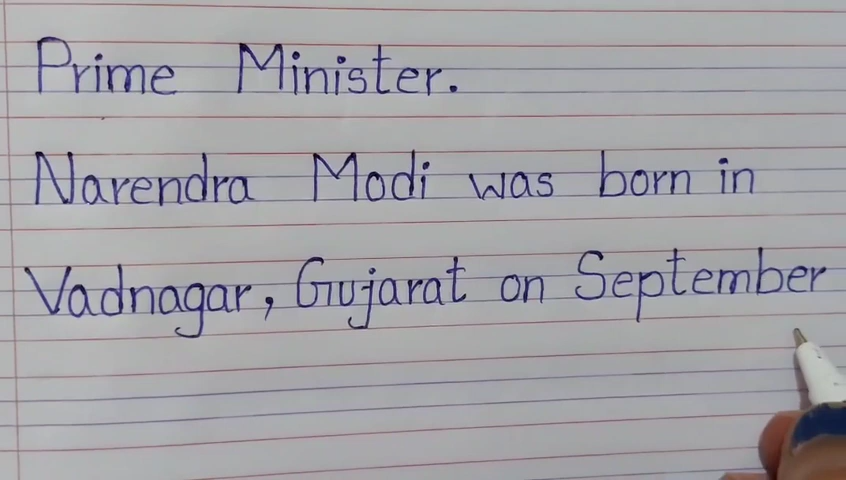 Prime Minister.
Narendra Modi was born in
Vadnagar, Gujarat on September